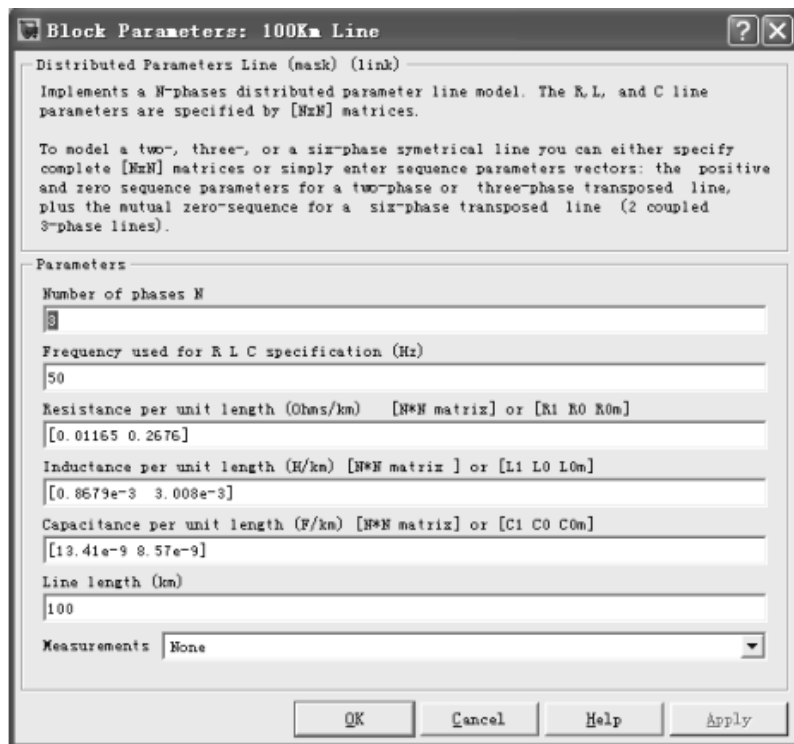 Block Parameters: 100Km Line
Distributed Parameters Line (mask) (link)
Implements a N-phases distributed parameter line model. The R,L, and C line
parameters are specified by [NxN] matrices.
To model a two-, three-, or a six-phase symetrical line you can either specify
complete [NxN] matrices or simply enter sequence parameters vectors: the positive
and zero sequence parameters for a two-phase or three-phase transposed line,
plus the mutual zero-sequence for a six-phase transposed line (2 coupled
3-phase lines).
Parameters
Number of phases N
3
Frequency used for R L C specification (Hz)
50
Resistance per unit length (Ohms/km) [N*N matrix] or [R1 R0 R0m]
[0.01165 0.2676]
Inductance per unit length (H/km) [N*N matrix ] or [L1 L0 L0m]
[0.8679e-3 3.008e-3]
Capacitance per unit length (F/km) [N*N matrix] or [C1 C0 C0m]
[13.41e-9 8.57e-9]
Line length (km)
100
Measurements None
OK Cancel Help Apply